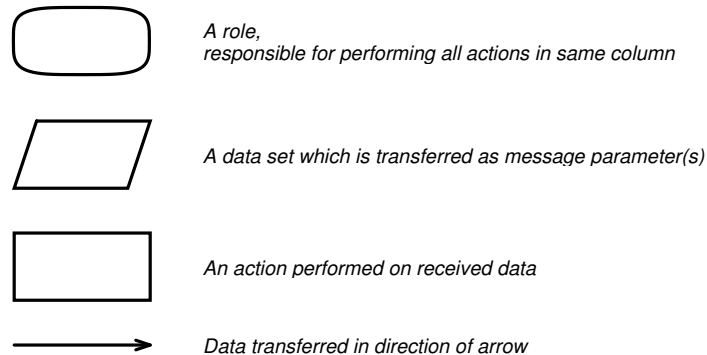 A role,
responsible for performing all actions in same column
A data set which is transferred as message parameter(s)
An action performed on received data
Data transferred in direction of arrow